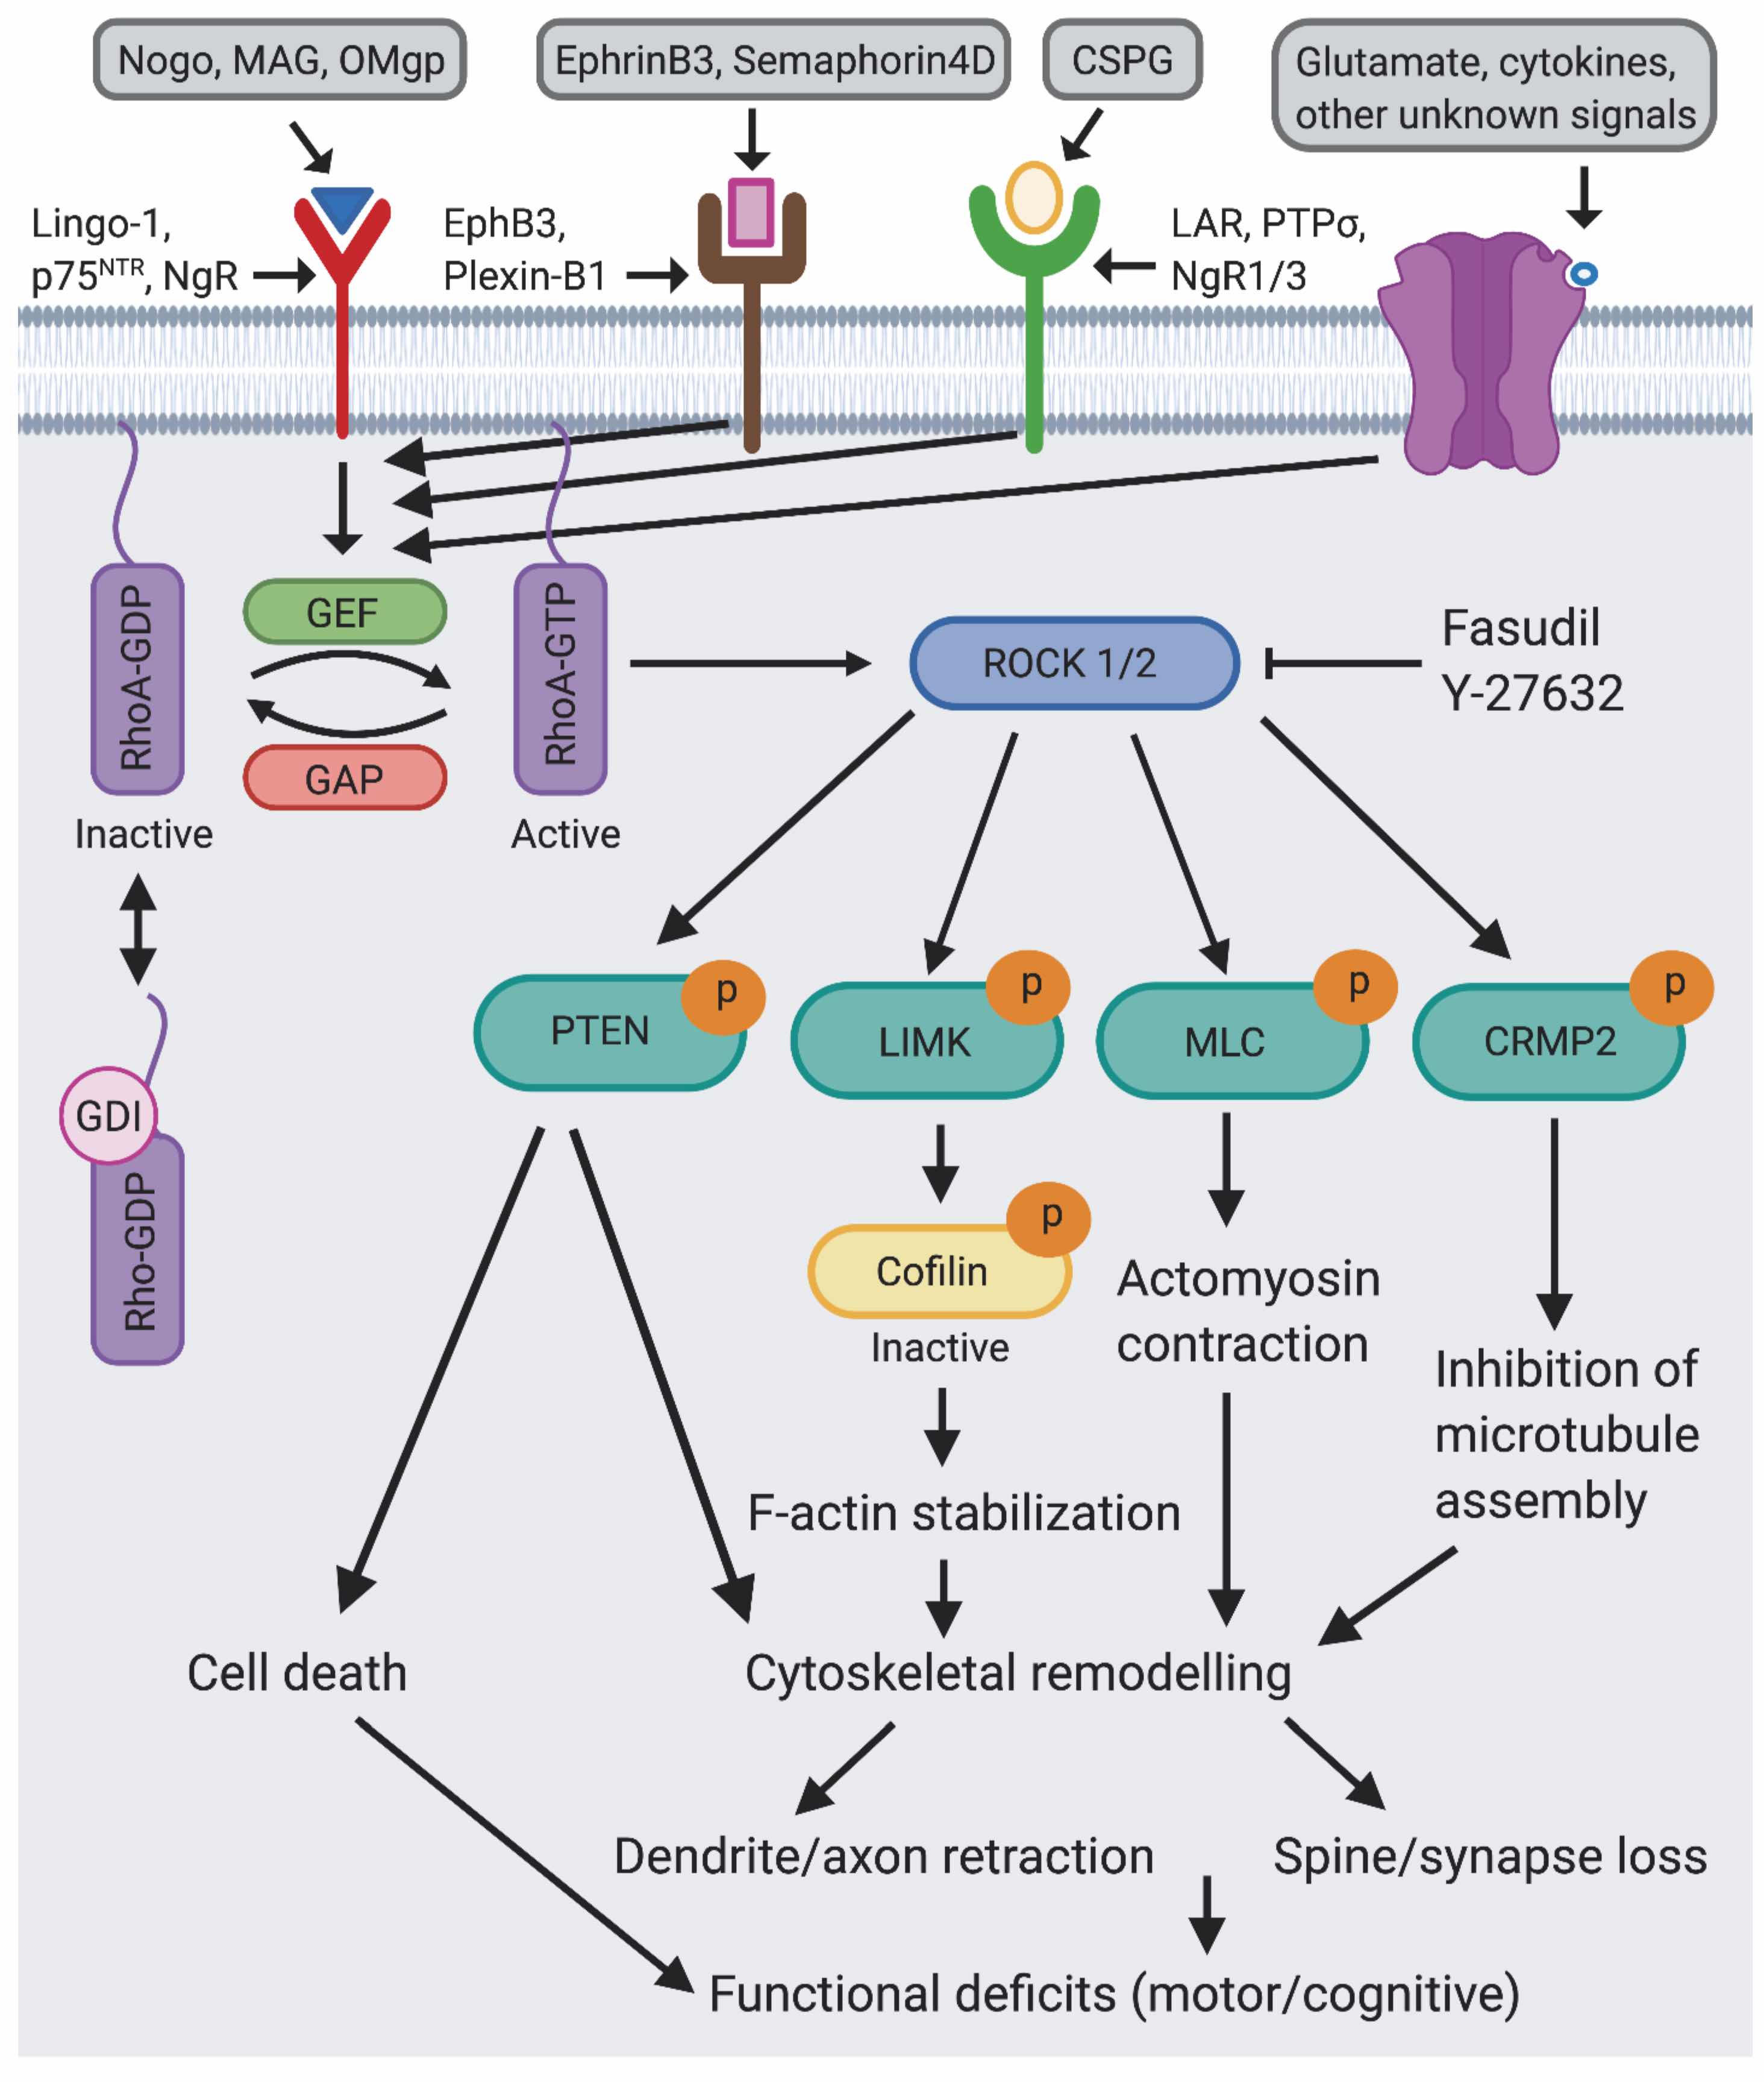 Nogo, MAG, OMgp
EphrinB3, Semaphorin4D
CSPG
Glutamate, cytokines,
other unknown signals
Lingo-1,
p75NTR, NgR
EphB3,
Plexin-B1
LAR, PTPσ,
NgR1/3
RhoA-GDP
GEF
GAP
RhoA-GTP
ROCK 1/2
Fasudil
Y-27632
Inactive
Active
PTEN
p
LIMK
p
MLC
p
CRMP2
p
GDI
Rho-GDP
Cofilin
p
Inactive
Actomyosin
contraction
Inhibition of
microtubule
assembly
F-actin stabilization
Cell death
Cytoskeletal remodelling
Dendrite/axon retraction
Spine/synapse loss
Functional deficits (motor/cognitive)